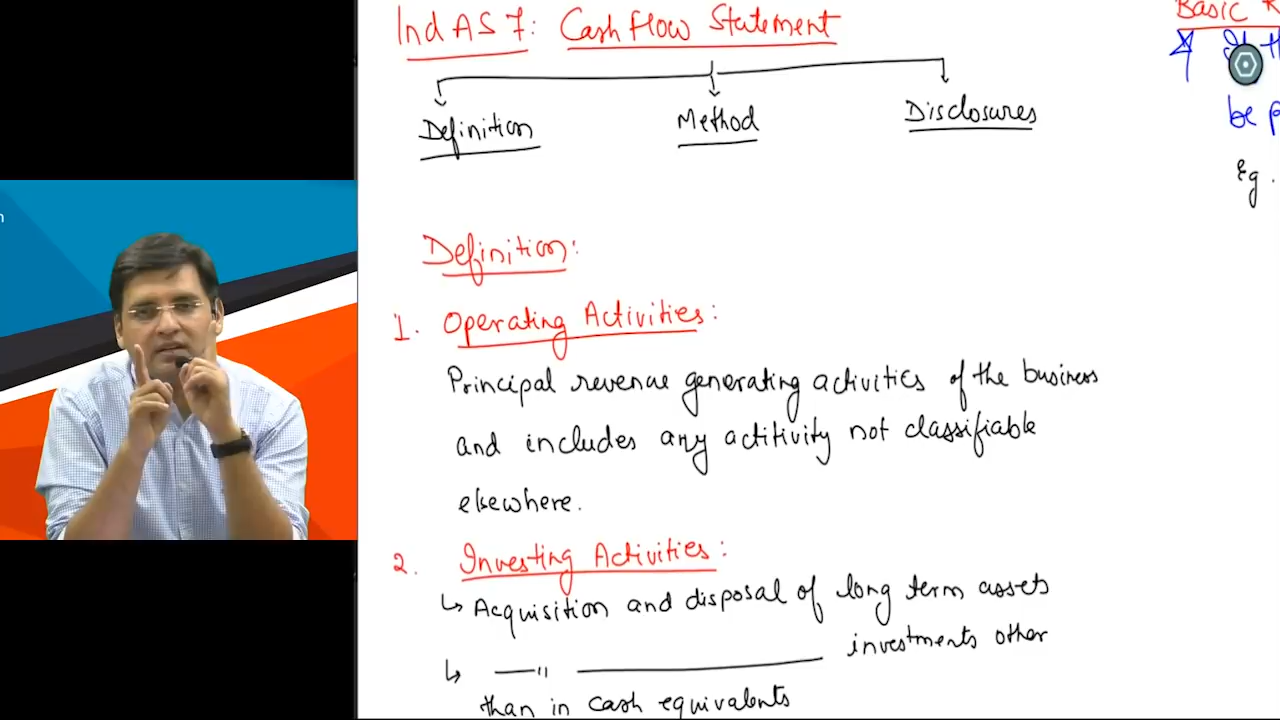 Ind AS 7: Cash Flow Statement
Definition Method Disclosures
Definition:
1. Operating Activities:
Principal revenue generating activities of the business
and includes any actitivity not classifiable
elsewhere.
2. Investing Activities:
↳ Acquisition and disposal of long term assets
↳ —— " —— investments other
than in cash equivalents
Basic
be
Eg.